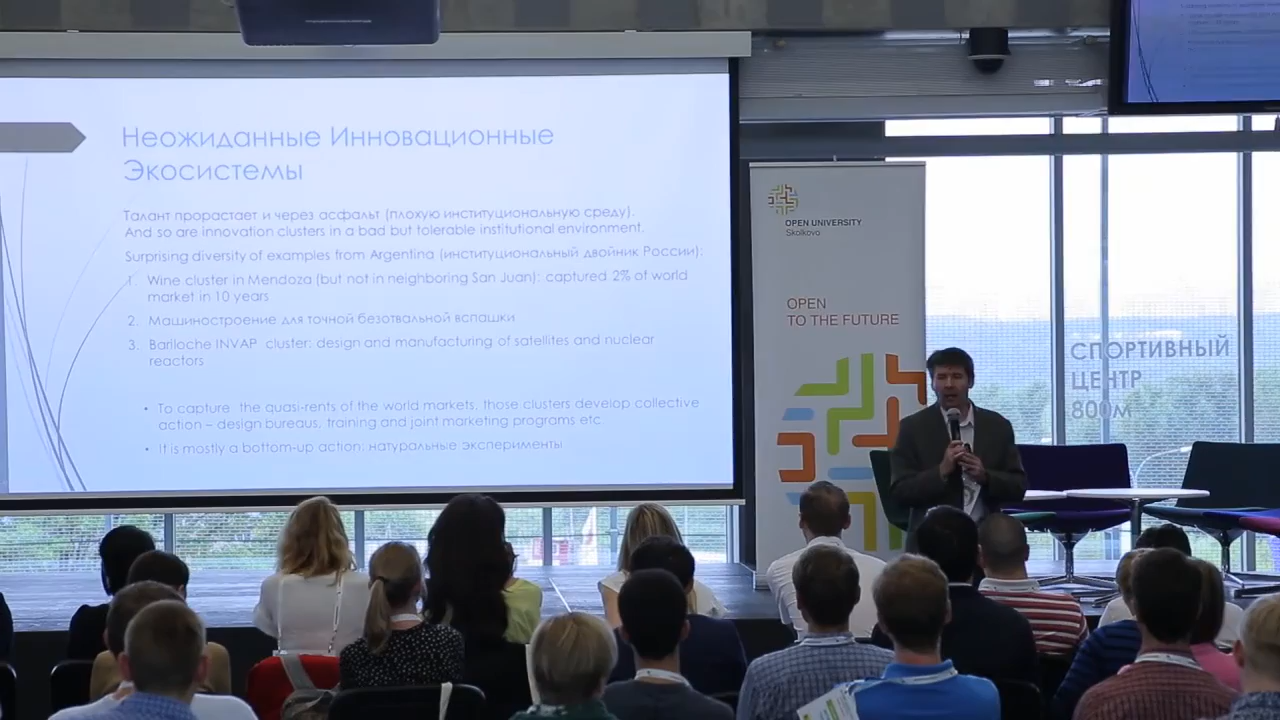 Неожиданные Инновационные
Экосистемы
Талант прорастает и через асфальт (плохую институциональную среду).
And so are innovation clusters in a bad but tolerable institutional environment.
Surprising diversity of examples from Argentina (институциональный двойник России):
1. Wine cluster in Mendoza (but not in neighboring San Juan): captured 2% of world
market in 10 years
2. Машиностроение для точной безотвальной вспашки
3. Bariloche INVAP cluster: design and manufacturing of satellites and nuclear
reactors
• To capture the quasi-rents of the world markets, those clusters develop collective
action – design bureaus, training and joint marketing programs etc.
• It is mostly a bottom-up action: натуральные эксперименты
OPEN UNIVERSITY
Skolkovo
OPEN
TO THE FUTURE
СПОРТИВНЫЙ
ЦЕНТР
800м